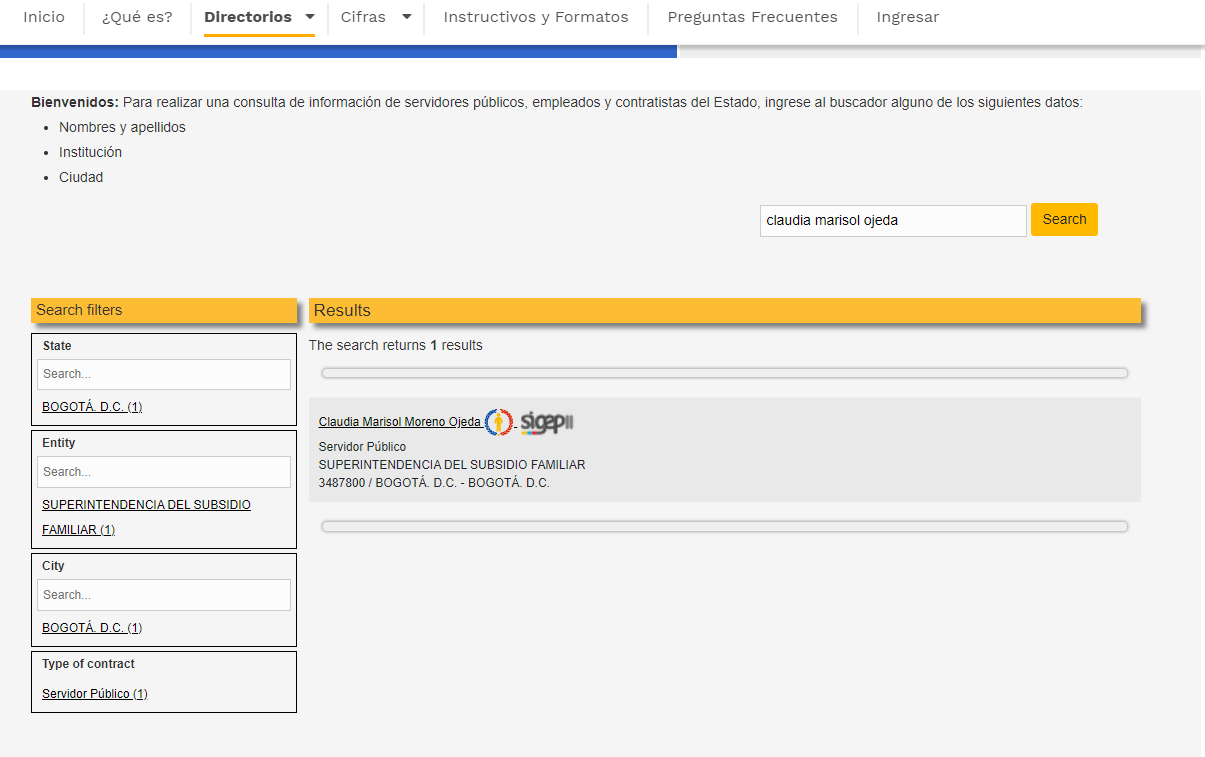 Inicio ¿Qué es? Directorios Cifras Instructivos y Formatos Preguntas Frecuentes Ingresar
Bienvenidos: Para realizar una consulta de información de servidores públicos, empleados y contratistas del Estado, ingrese al buscador alguno de los siguientes datos:
• Nombres y apellidos
• Institución
• Ciudad
claudia marisol ojeda Search
Search filters
State
Search...
BOGOTÁ. D.C. (1)
Entity
Search...
SUPERINTENDENCIA DEL SUBSIDIO
FAMILIAR (1)
City
Search...
BOGOTÁ. D.C. (1)
Type of contract
Servidor Público (1)
Results
The search returns 1 results
Claudia Marisol Moreno Ojeda - sigepII
Servidor Público
SUPERINTENDENCIA DEL SUBSIDIO FAMILIAR
3487800 / BOGOTÁ. D.C. - BOGOTÁ. D.C.